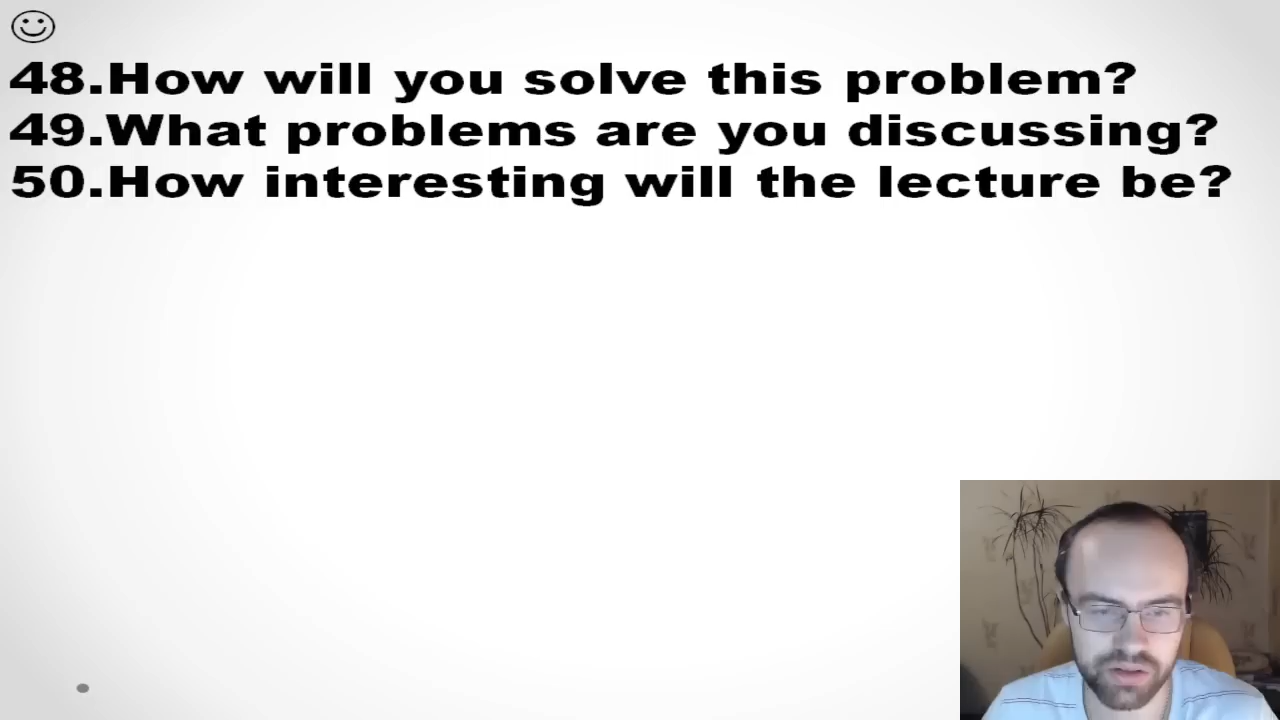 48.How will you solve this problem?
49.What problems are you discussing?
50.How interesting will the lecture be?